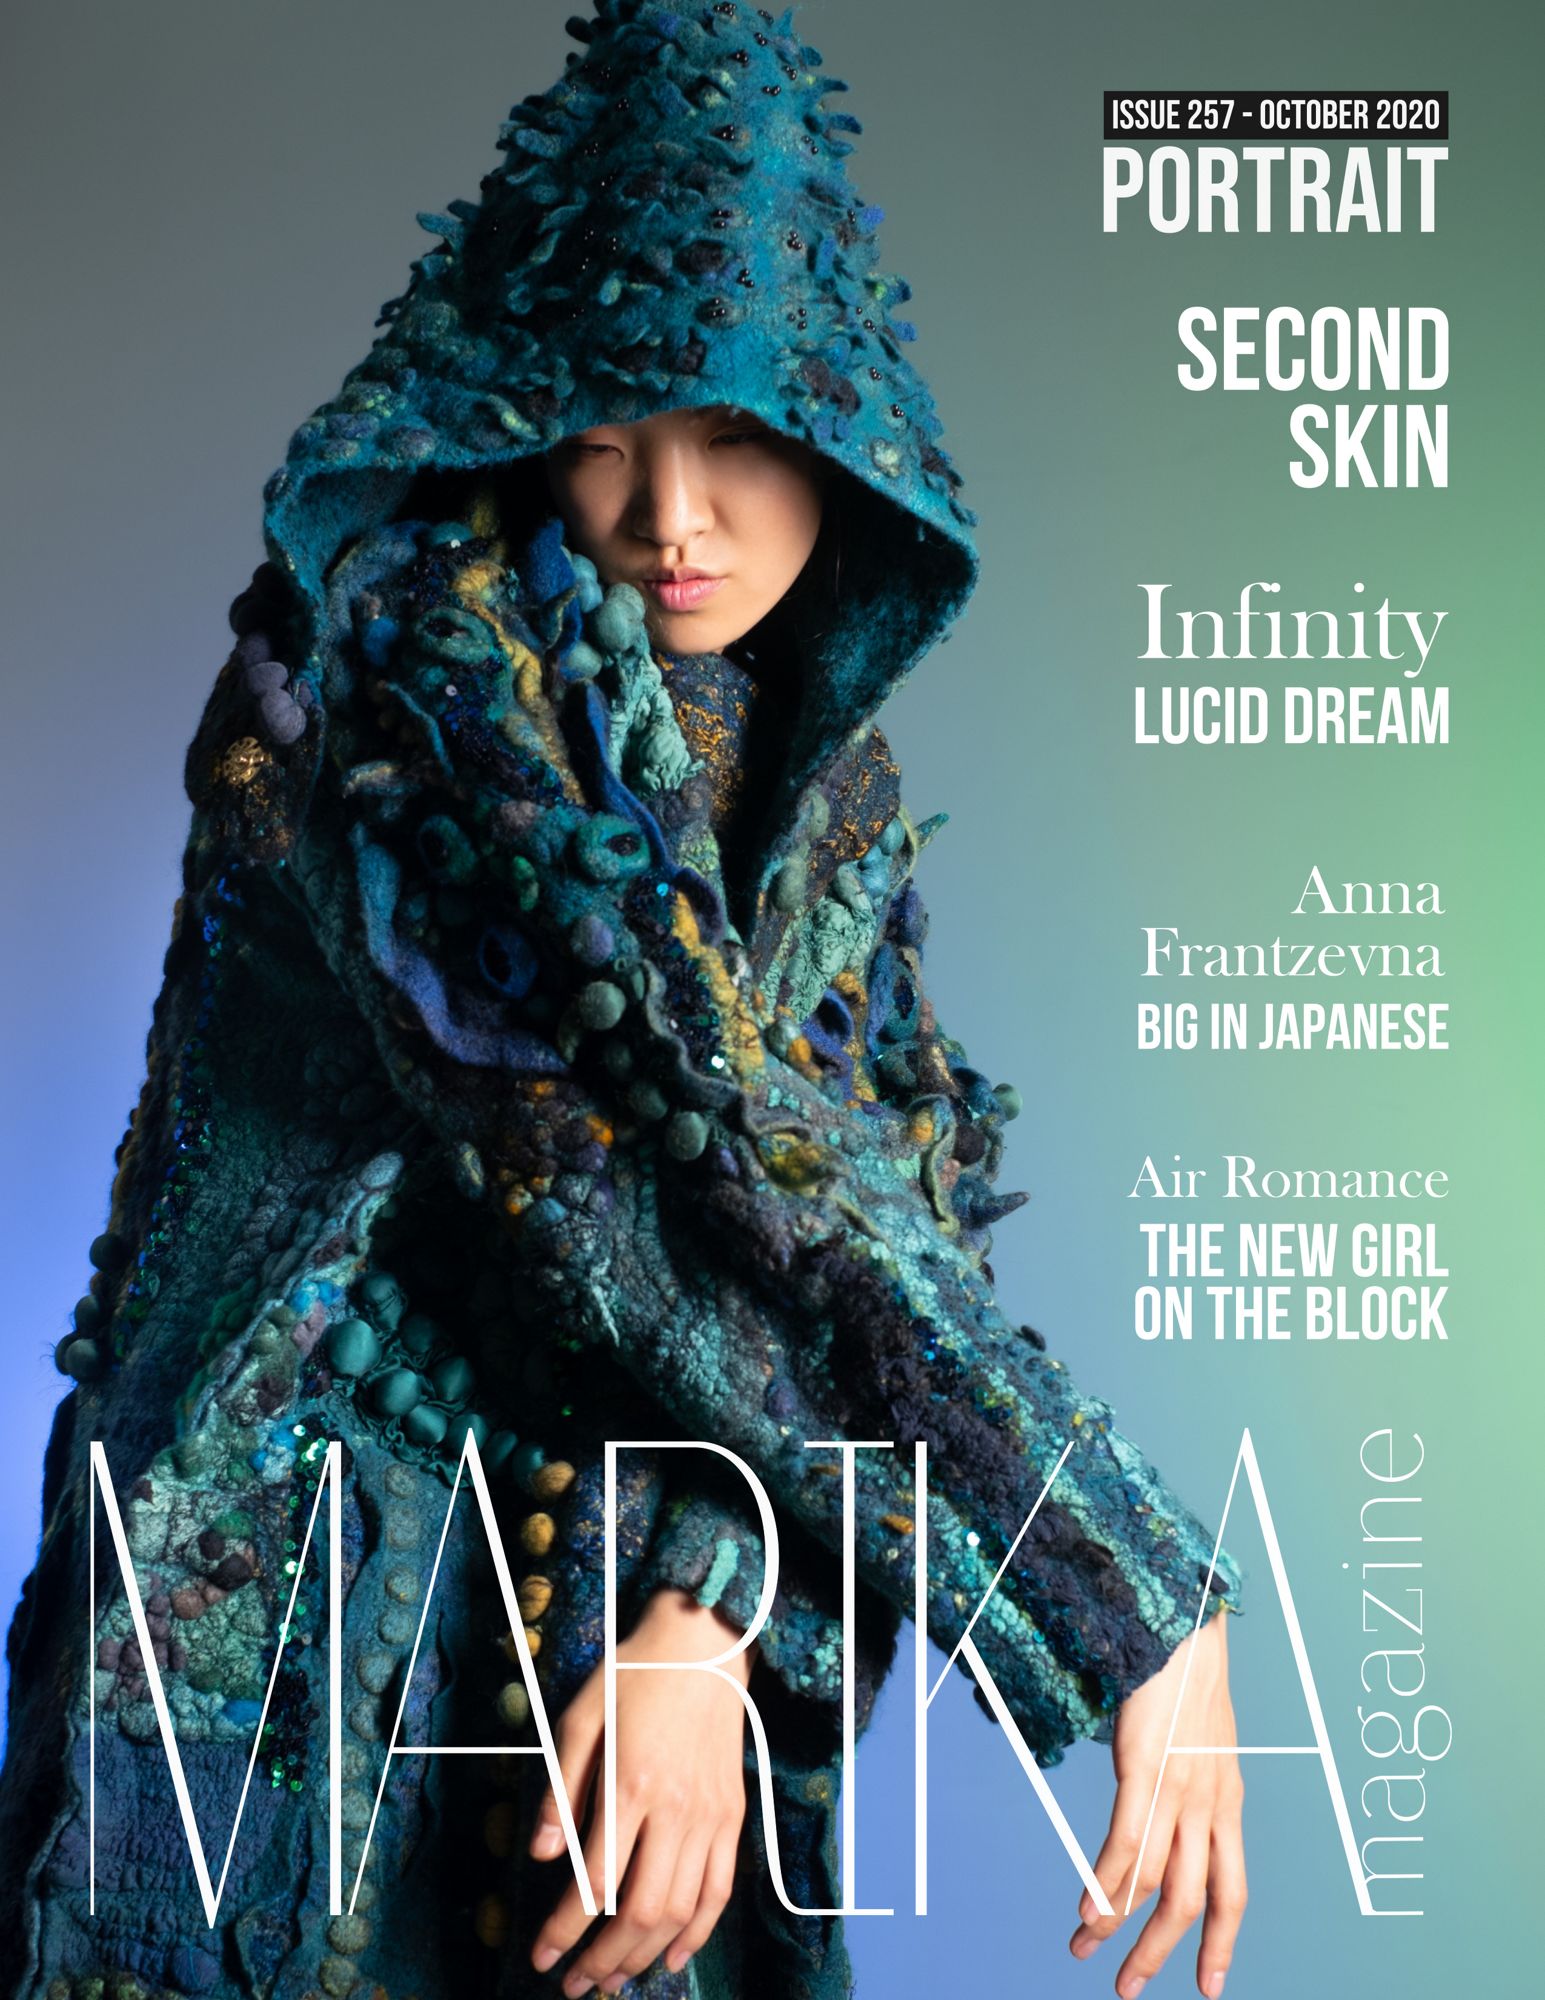 ISSUE 257 - OCTOBER 2020
PORTRAIT
SECOND
SKIN
Infinity
LUCID DREAM
Anna
Frantzevna
BIG IN JAPANESE
Air Romance
THE NEW GIRL
ON THE BLOCK
MARIKA
magazine